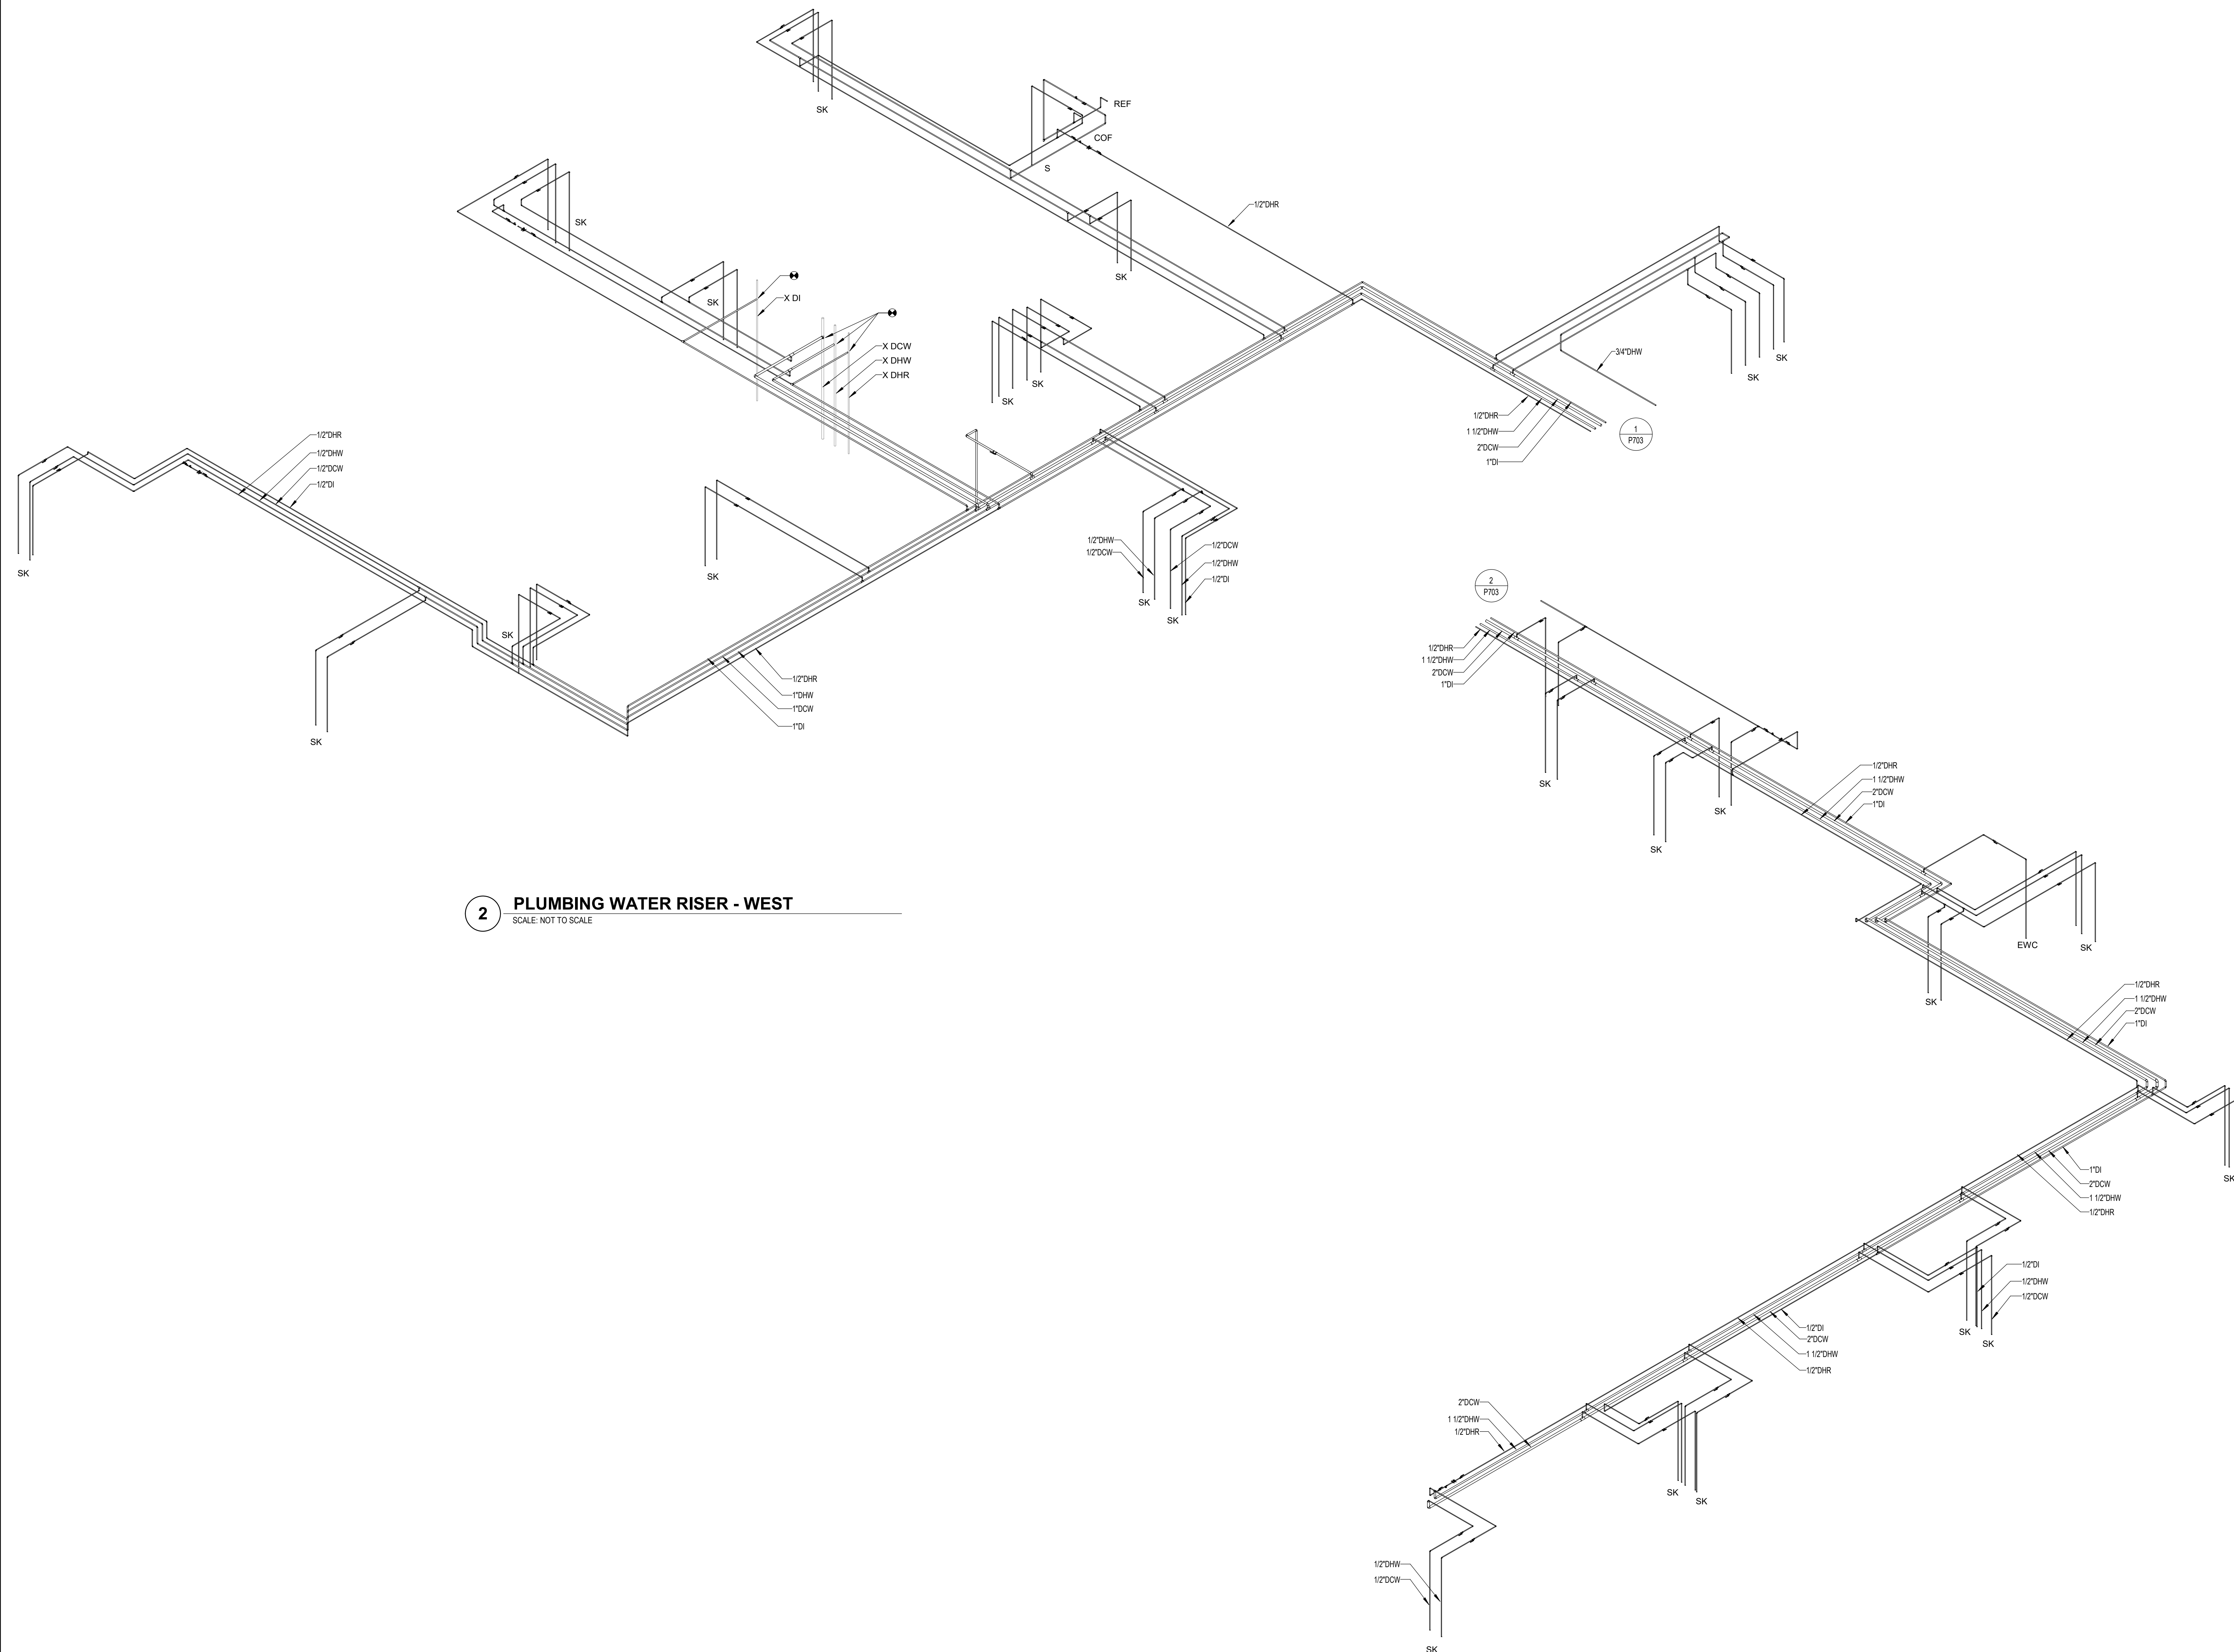 SK
REF
COF
S
1/2"DHR
SK
SK
SK
SK
X DI
X DCW
X DHW
X DHR
SK
SK
SK
SK
3/4"DHW
1/2"DHR
1 1/2"DHW
2"DCW
1"DI
1
P703
1/2"DHR
1/2"DHW
1/2"DCW
1/2"DI
SK
SK
SK
SK
1/2"DHW
1/2"DCW
1/2"DCW
1/2"DHW
1/2"DI
SK
SK
1/2"DHR
1"DHW
1"DCW
1"DI
2
P703
1/2"DHR
1 1/2"DHW
2"DCW
1"DI
SK
SK
SK
1/2"DHR
1 1/2"DHW
2"DCW
1"DI
2
PLUMBING WATER RISER - WEST
SCALE: NOT TO SCALE
EWC
SK
SK
1/2"DHR
1 1/2"DHW
2"DCW
1"DI
SK
1"DI
2"DCW
1 1/2"DHW
1/2"DHR
1/2"DI
1/2"DHW
1/2"DCW
SK
SK
1/2"DI
2"DCW
1 1/2"DHW
1/2"DHR
2"DCW
1 1/2"DHW
1/2"DHR
SK
SK
1/2"DHW
1/2"DCW
SK